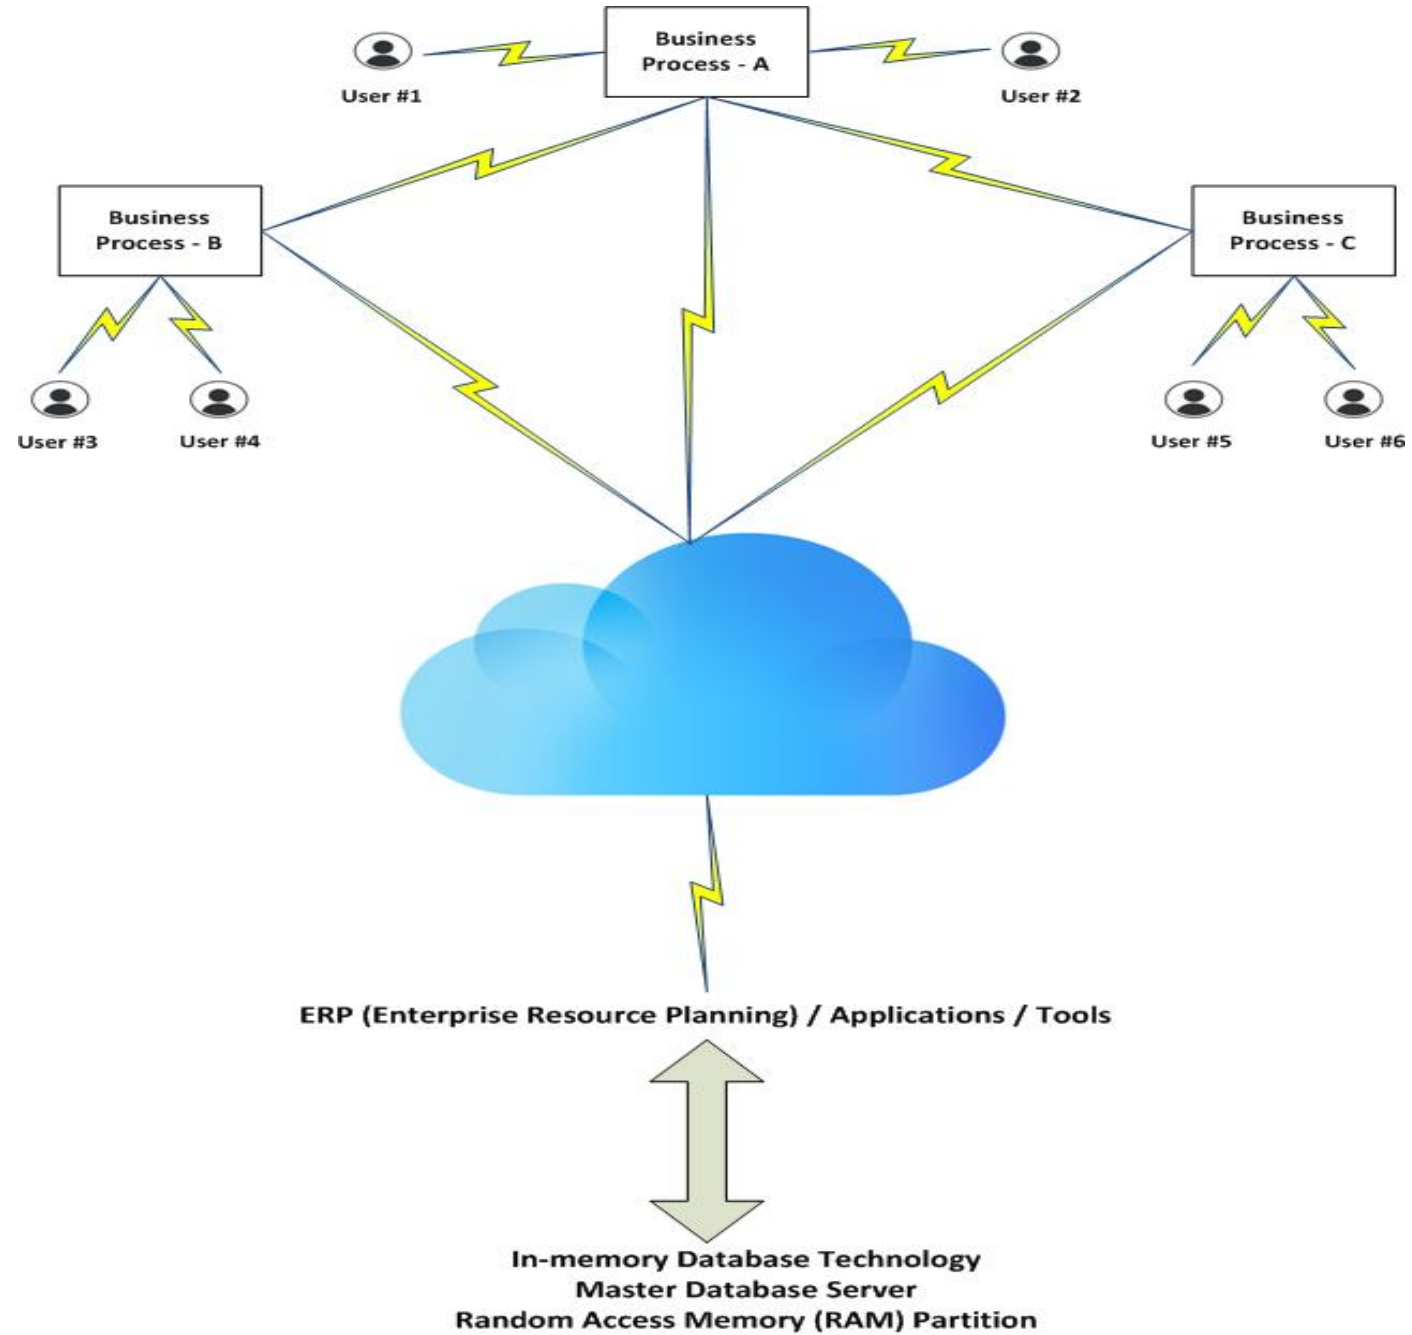 Business
Process - A
User #1
User #2
Business
Process - B
Business
Process - C
User #3
User #4
User #5
User #6
ERP (Enterprise Resource Planning) / Applications / Tools
In-memory Database Technology
Master Database Server
Random Access Memory (RAM) Partition